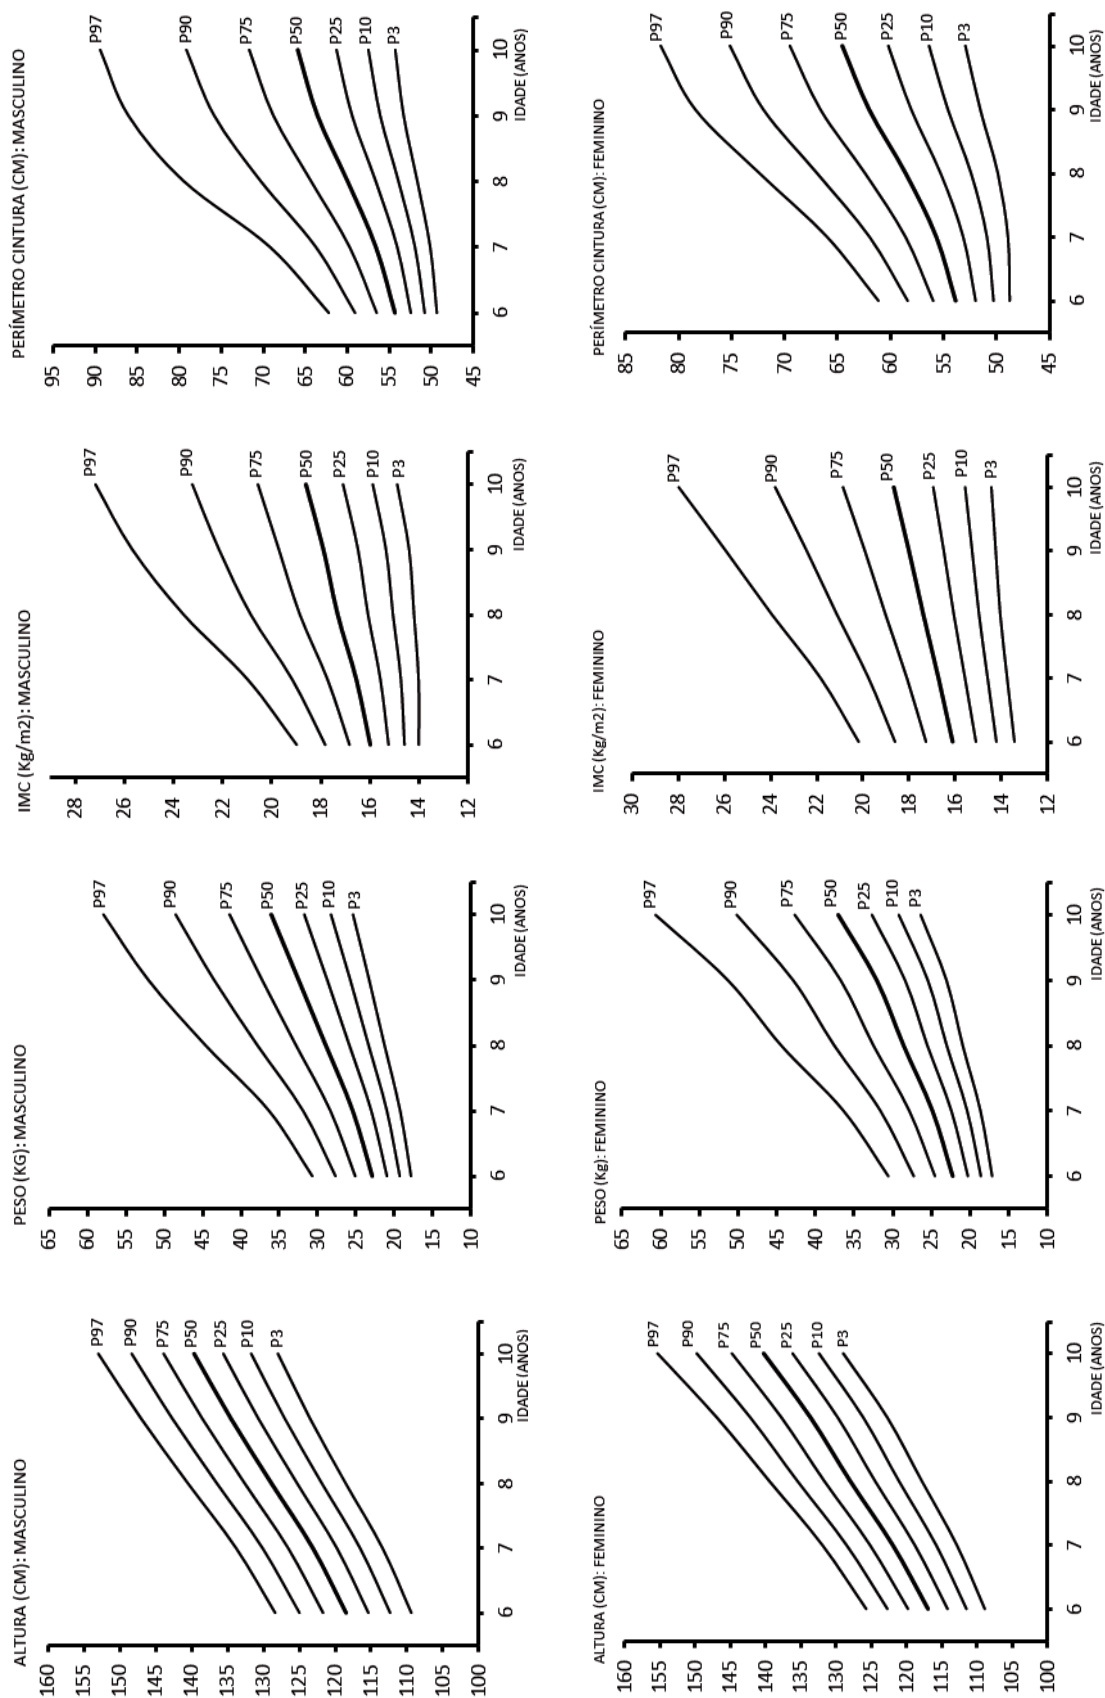 ALTURA (CM): MASCULINO
160
155
150
145
140
135
130
125
120
115
110
105
100
P97
P90
P75
P50
P25
P10
P3
6 7 8 9 10
IDADE (ANOS)
PESO (KG): MASCULINO
65
60
55
50
45
40
35
30
25
20
15
10
P97
P90
P75
P50
P25
P10
P3
6 7 8 9 10
IDADE (ANOS)
IMC (Kg/m2): MASCULINO
28
26
24
22
20
18
16
14
12
P97
P90
P75
P50
P25
P10
P3
6 7 8 9 10
IDADE (ANOS)
PERÍMETRO CINTURA (CM): MASCULINO
95
90
85
80
75
70
65
60
55
50
45
P97
P90
P75
P50
P25
P10
P3
6 7 8 9 10
IDADE (ANOS)
ALTURA (CM): FEMININO
160
155
150
145
140
135
130
125
120
115
110
105
100
P97
P90
P75
P50
P25
P10
P3
6 7 8 9 10
IDADE (ANOS)
PESO (Kg): FEMININO
65
60
55
50
45
40
35
30
25
20
15
10
P97
P90
P75
P50
P25
P10
P3
6 7 8 9 10
IDADE (ANOS)
IMC (Kg/m2): FEMININO
30
28
26
24
22
20
18
16
14
12
P97
P90
P75
P50
P25
P10
P3
6 7 8 9 10
IDADE (ANOS)
PERÍMETRO CINTURA (CM): FEMININO
85
80
75
70
65
60
55
50
45
P97
P90
P75
P50
P25
P10
P3
6 7 8 9 10
IDADE (ANOS)